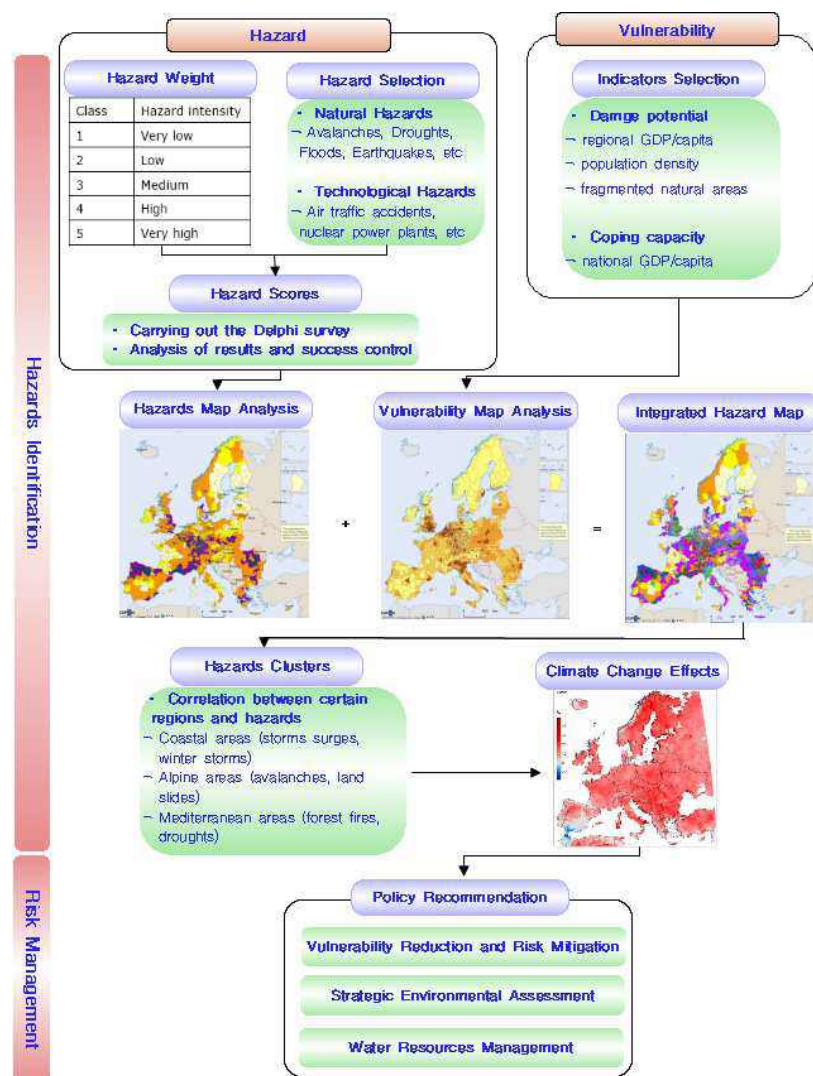 Hazard
Vulnerability
Hazard Weight
Class Hazard intensity
1 Very low
2 Low
3 Medium
4 High
5 Very high
Hazard Selection
• Natural Hazards
¬ Avalanches, Droughts,
Floods, Earthquakes, etc
• Technological Hazards
¬ Air traffic accidents,
nuclear power plants, etc
Indicators Selection
• Damge potential
¬ regional GDP/capita
¬ population density
¬ fragmented natural areas
• Coping capacity
¬ national GDP/capita
Hazard Scores
• Carrying out the Delphi survey
• Analysis of results and success control
Hazards Identification
Hazards Map Analysis
Vulnerability Map Analysis
Integrated Hazard Map
+
=
Hazards Clusters
• Correlation between certain
regions and hazards
¬ Coastal areas (storms surges,
winter storms)
¬ Alpine areas (avalanches, land
slides)
¬ Mediterranean areas (forest fires,
droughts)
Climate Change Effects
Risk Management
Policy Recommendation
Vulnerability Reduction and Risk Mitigation
Strategic Environmental Assessment
Water Resources Management